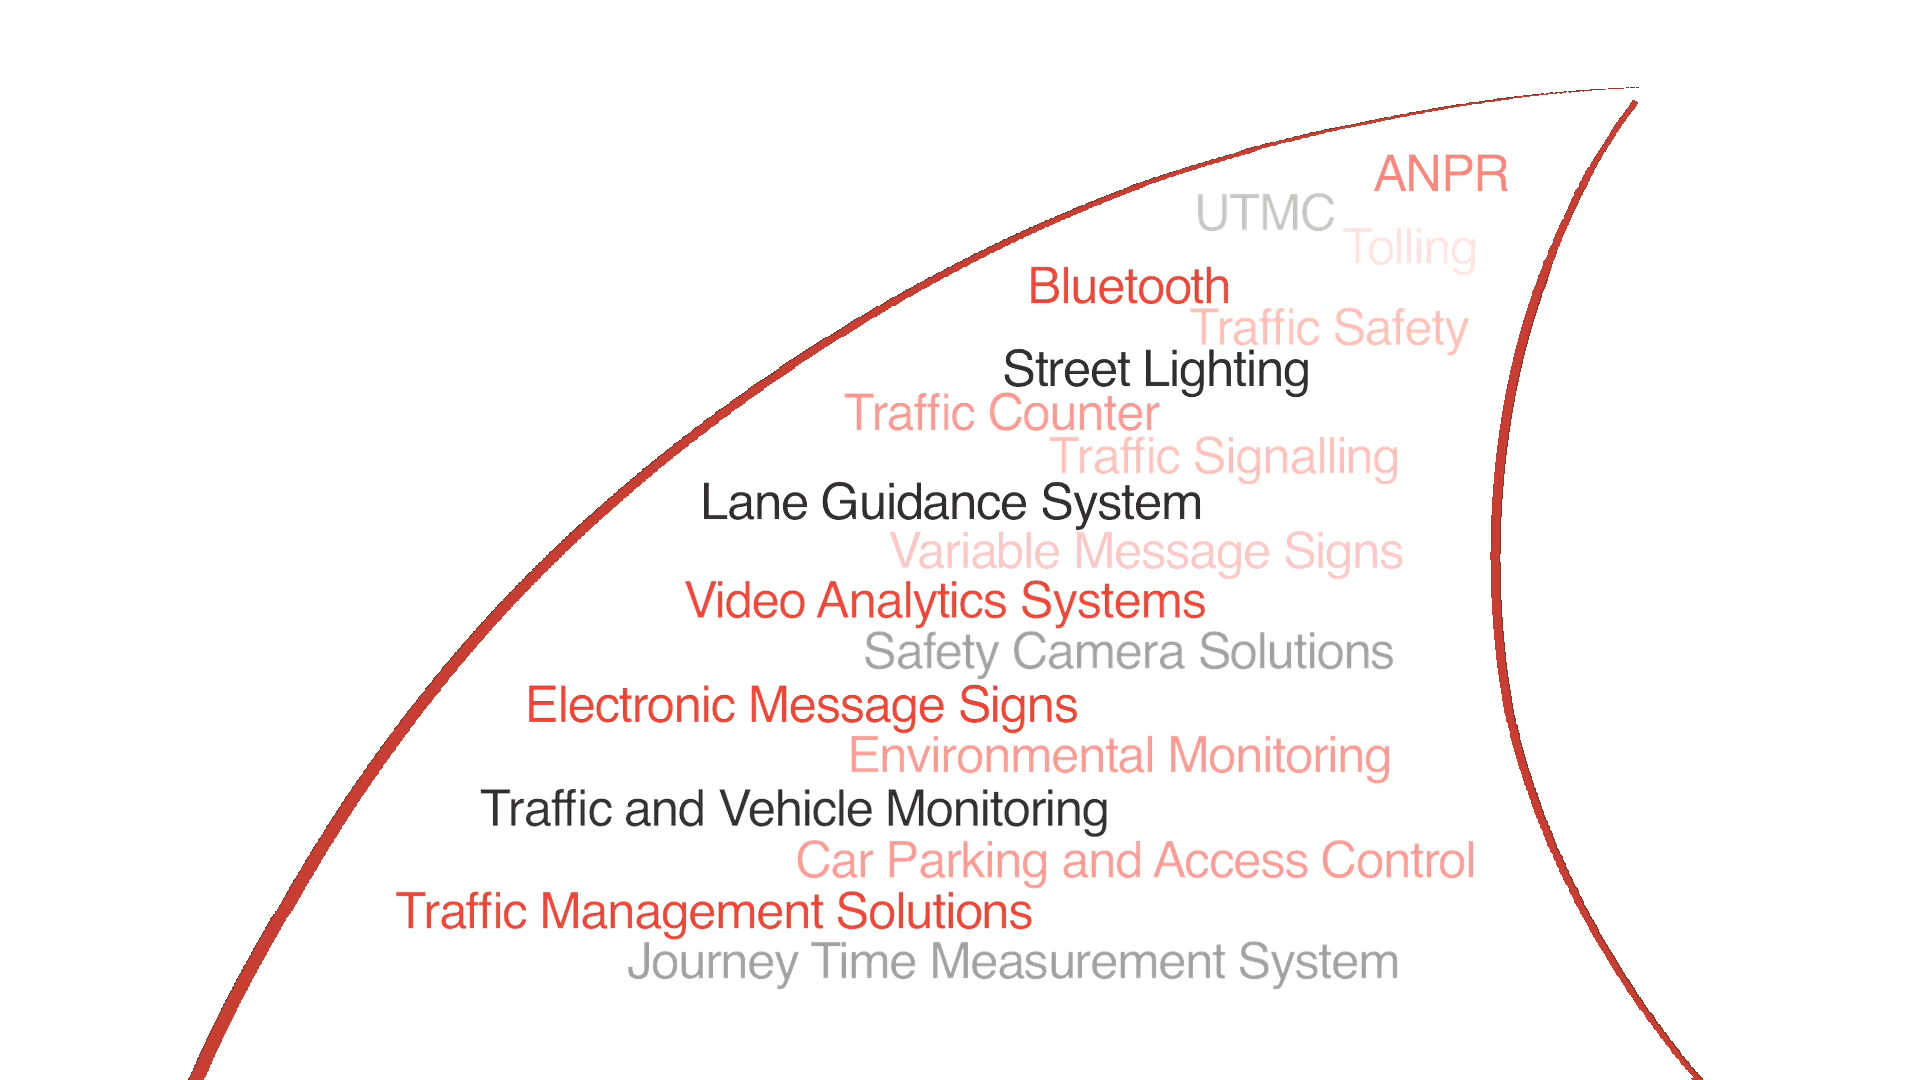 ANPR
UTMC
Tolling
Bluetooth
Traffic Safety
Street Lighting
Traffic Counter
Traffic Signalling
Lane Guidance System
Variable Message Signs
Video Analytics Systems
Safety Camera Solutions
Electronic Message Signs
Environmental Monitoring
Traffic and Vehicle Monitoring
Car Parking and Access Control
Traffic Management Solutions
Journey Time Measurement System